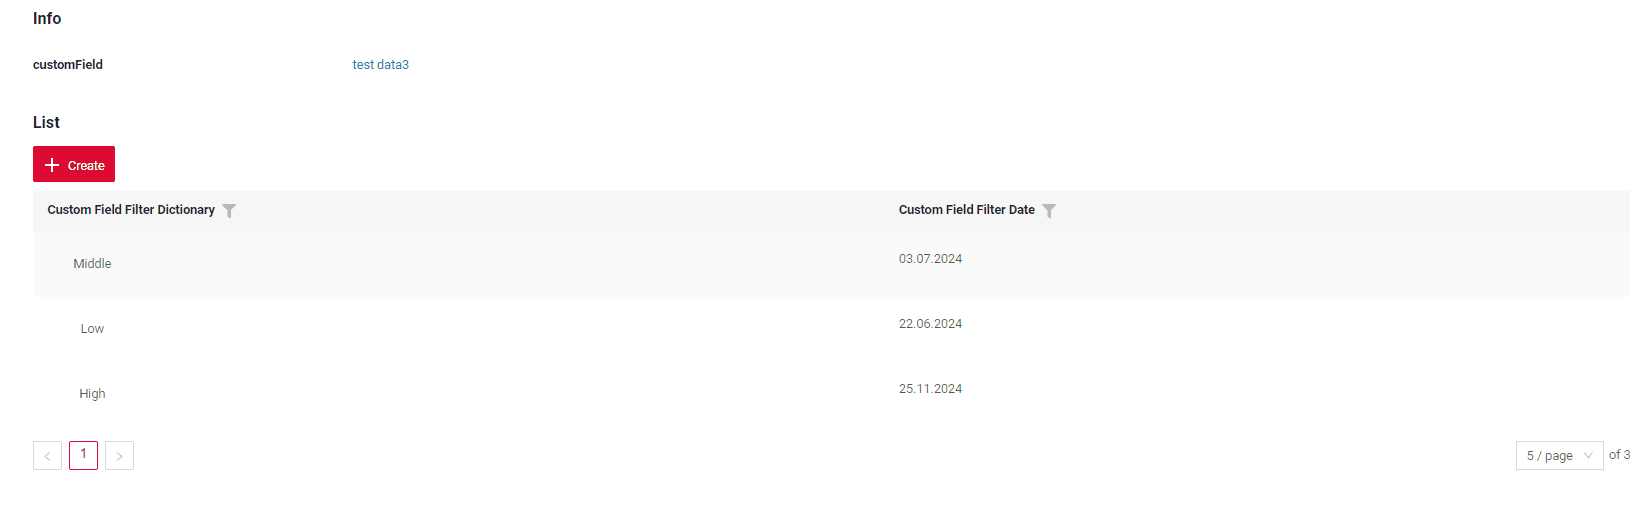 Info
customField test data3
List
Create
Custom Field Filter Dictionary Custom Field Filter Date
Middle 03.07.2024
Low 22.06.2024
High 25.11.2024
< 1 > 5 / page of 3